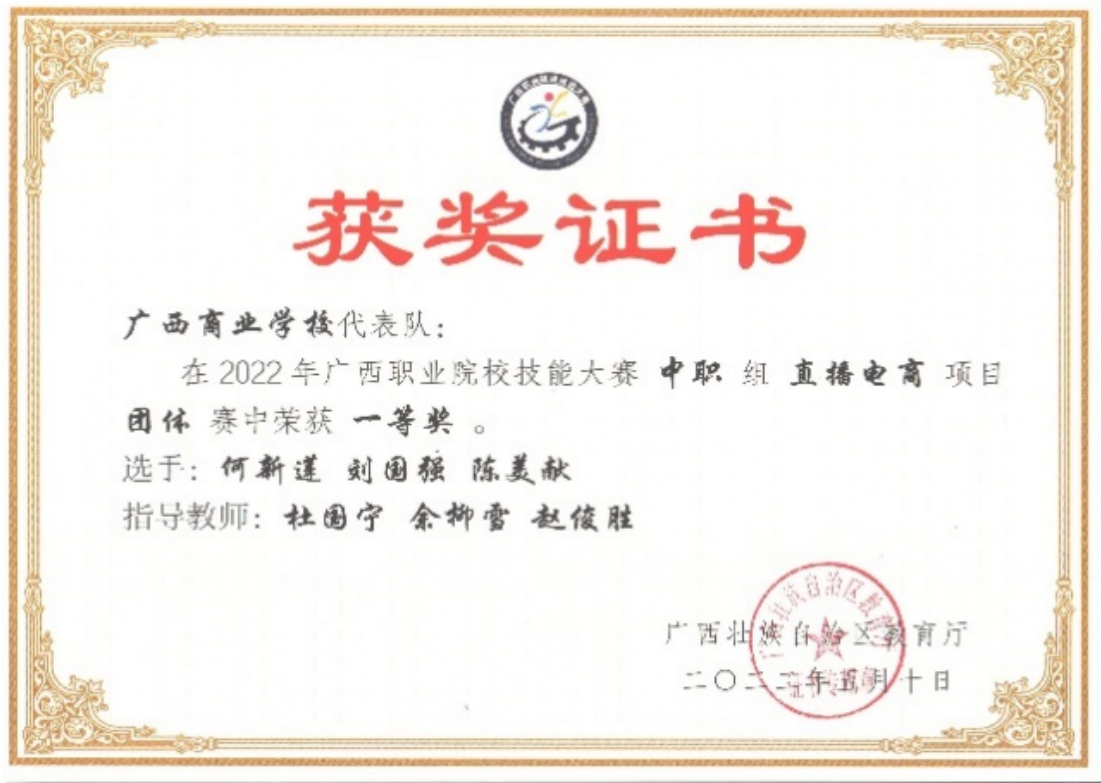 获奖证书
广西商业学校代表队：
在2022年广西职业院校技能大赛 中职 组 直播电商 项目
团体 赛中荣获 一等奖 。
选手：何新莲 刘国强 陈美献
指导教师：杜国宁 余柳雪 赵俊胜
广西壮族自治区教育厅
二〇二二年五月十日